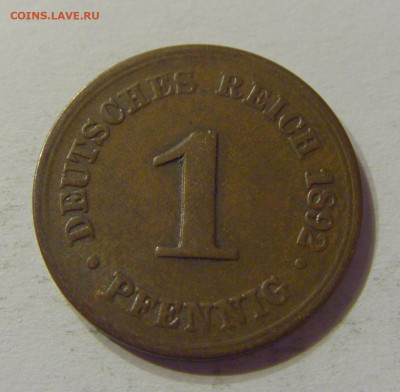 COINS.LAVE.RU
DEUTSCHES REICH 1892
1
• PFENNIG •